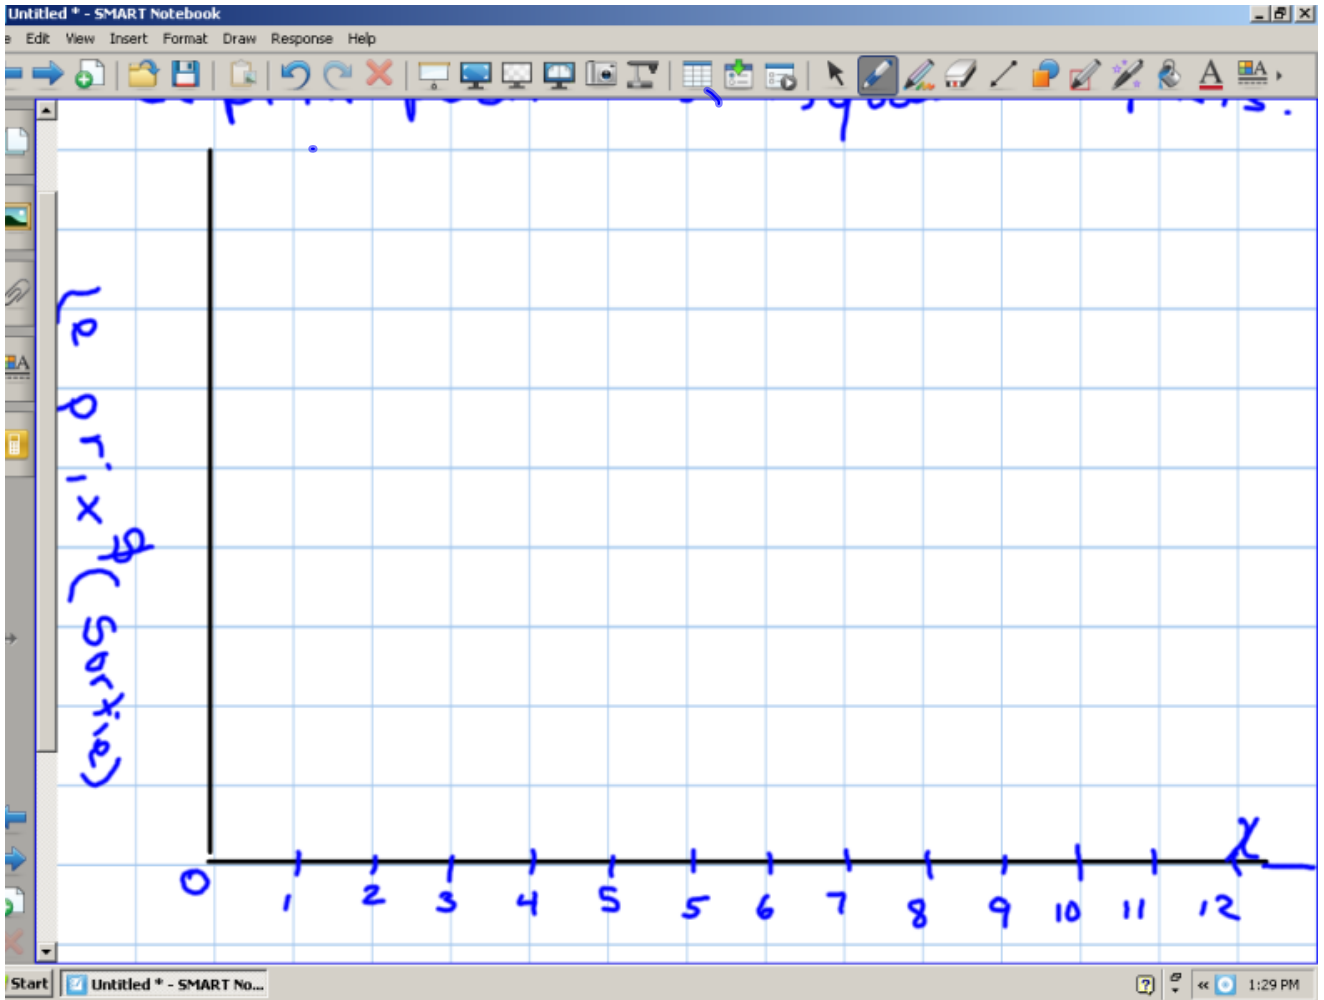 Untitled * - SMART Notebook
Edit View Insert Format Draw Response Help
Le prix $ (sortie)
x
0 1 2 3 4 5 5 6 7 8 9 10 11 12
Start Untitled * - SMART No... 1:29 PM